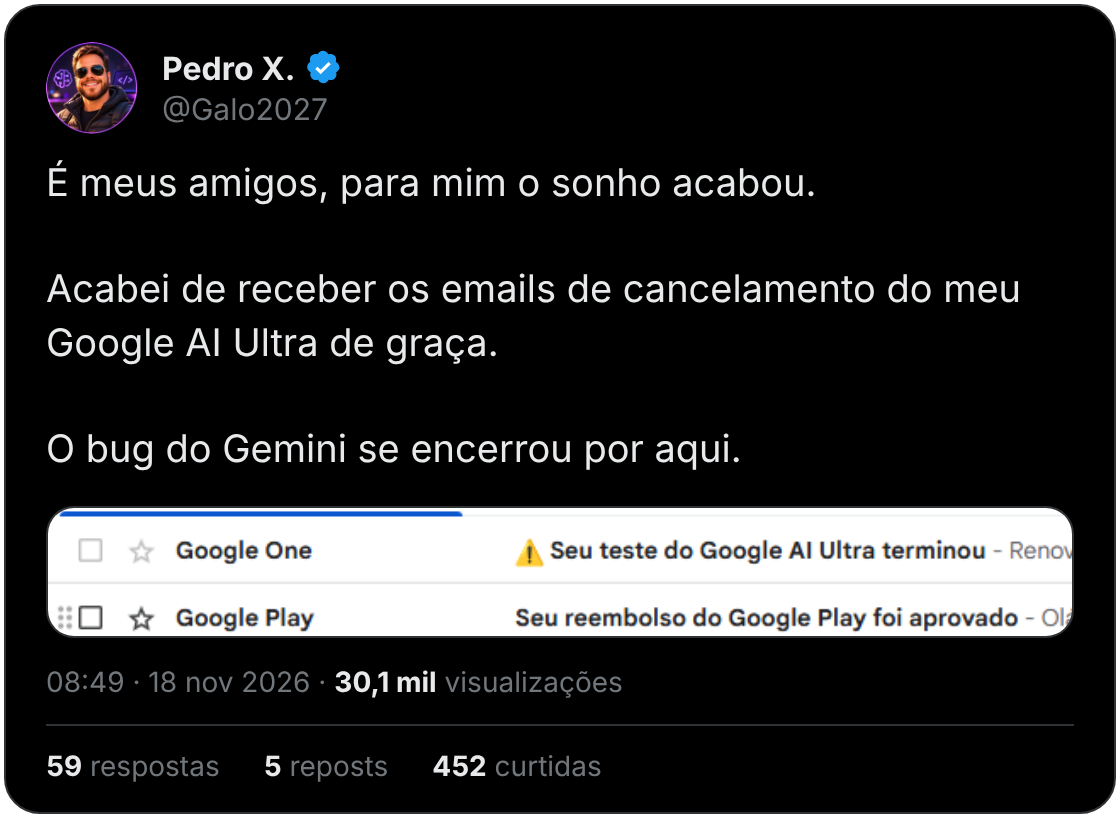 Pedro X.
@Galo2027
É meus amigos, para mim o sonho acabou.
Acabei de receber os emails de cancelamento do meu
Google AI Ultra de graça.
O bug do Gemini se encerrou por aqui.
Google One ⚠️ Seu teste do Google AI Ultra terminou - Renov
Google Play Seu reembolso do Google Play foi aprovado - Olá
08:49 · 18 nov 2026 · 30,1 mil visualizações
59 respostas 5 reposts 452 curtidas